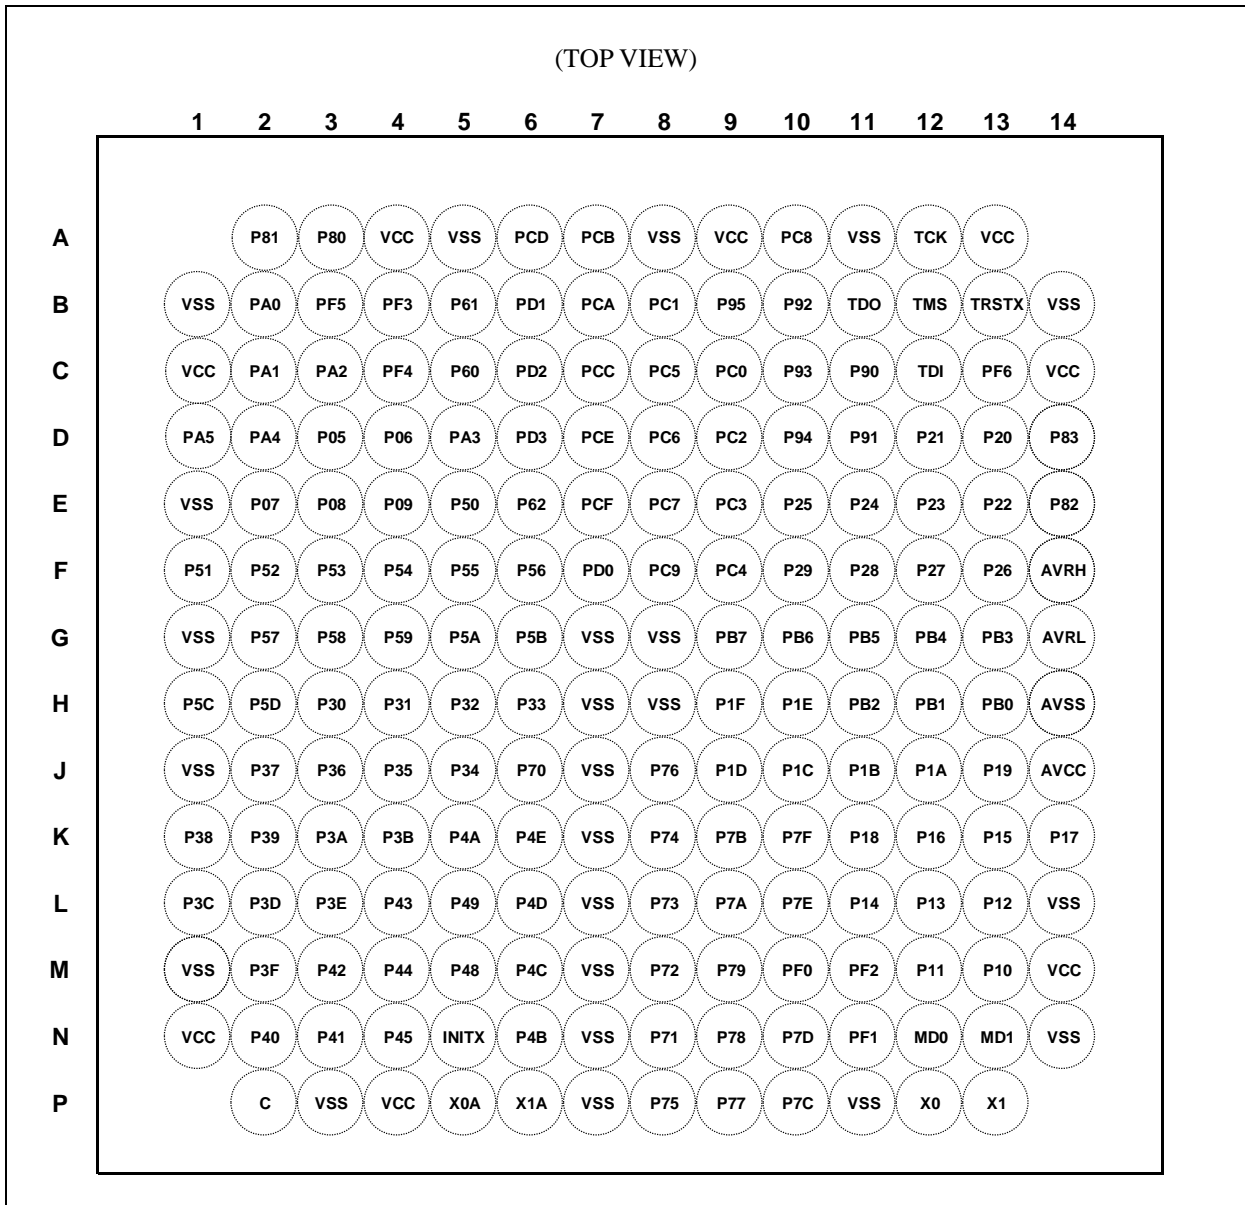 (TOP VIEW)
1 2 3 4 5 6 7 8 9 10 11 12 13 14
A P81 P80 VCC VSS PCD PCB VSS VCC PC8 VSS TCK VCC
B VSS PA0 PF5 PF3 P61 PD1 PCA PC1 P95 P92 TDO TMS TRSTX VSS
C VCC PA1 PA2 PF4 P60 PD2 PCC PC5 PC0 P93 P90 TDI PF6 VCC
D PA5 PA4 P05 P06 PA3 PD3 PCE PC6 PC2 P94 P91 P21 P20 P83
E VSS P07 P08 P09 P50 P62 PCF PC7 PC3 P25 P24 P23 P22 P82
F P51 P52 P53 P54 P55 P56 PD0 PC9 PC4 P29 P28 P27 P26 AVRH
G VSS P57 P58 P59 P5A P5B VSS VSS PB7 PB6 PB5 PB4 PB3 AVRL
H P5C P5D P30 P31 P32 P33 VSS VSS P1F P1E PB2 PB1 PB0 AVSS
J VSS P37 P36 P35 P34 P70 VSS P76 P1D P1C P1B P1A P19 AVCC
K P38 P39 P3A P3B P4A P4E VSS P74 P7B P7F P18 P16 P15 P17
L P3C P3D P3E P43 P49 P4D VSS P73 P7A P7E P14 P13 P12 VSS
M VSS P3F P42 P44 P48 P4C VSS P72 P79 PF0 PF2 P11 P10 VCC
N VCC P40 P41 P45 INITX P4B VSS P71 P78 P7D PF1 MD0 MD1 VSS
P C VSS VCC X0A X1A VSS P75 P77 P7C VSS X0 X1